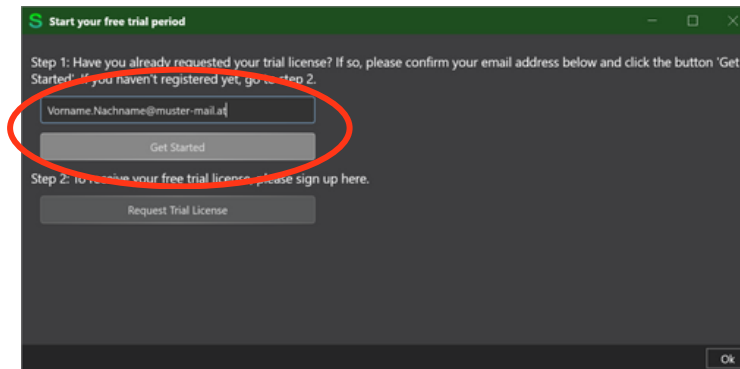 S Start your free trial period
Step 1: Have you already requested your trial license? If so, please confirm your email address below and click the button 'Get
Started'. If you haven't registered yet, go to step 2.
Vorname.Nachname@muster-mail.at
Get Started
Step 2: To receive your free trial license, please sign up here.
Request Trial License
Ok